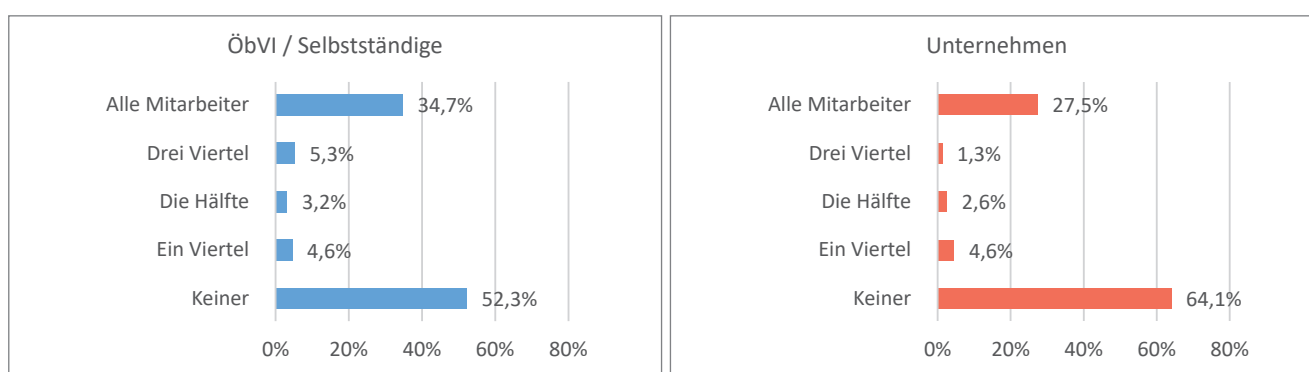 ÖbVI / Selbstständige
Alle Mitarbeiter 34,7%
Drei Viertel 5,3%
Die Hälfte 3,2%
Ein Viertel 4,6%
Keiner 52,3%
0% 20% 40% 60% 80%
Unternehmen
Alle Mitarbeiter 27,5%
Drei Viertel 1,3%
Die Hälfte 2,6%
Ein Viertel 4,6%
Keiner 64,1%
0% 20% 40% 60% 80%